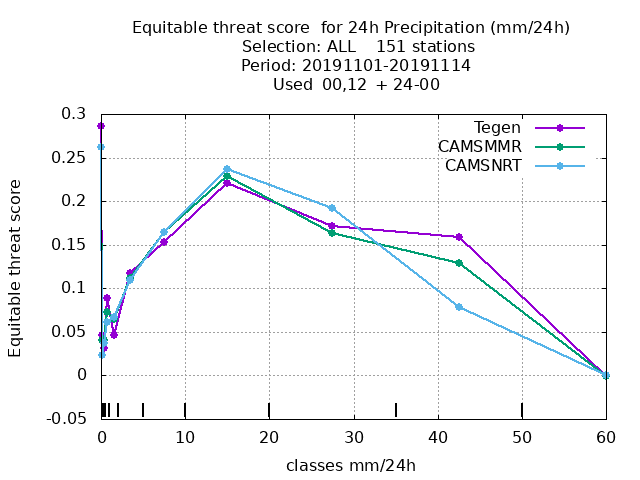 Equitable threat score  for 24h Precipitation (mm/24h)
Selection: ALL    151 stations
Period: 20191101-20191114
Used  00,12  + 24-00
Tegen
CAMSMMR
CAMSNRT
0.3
0.25
0.2
0.15
0.1
0.05
0
-0.05
Equitable threat score
0 10 20 30 40 50 60
classes mm/24h